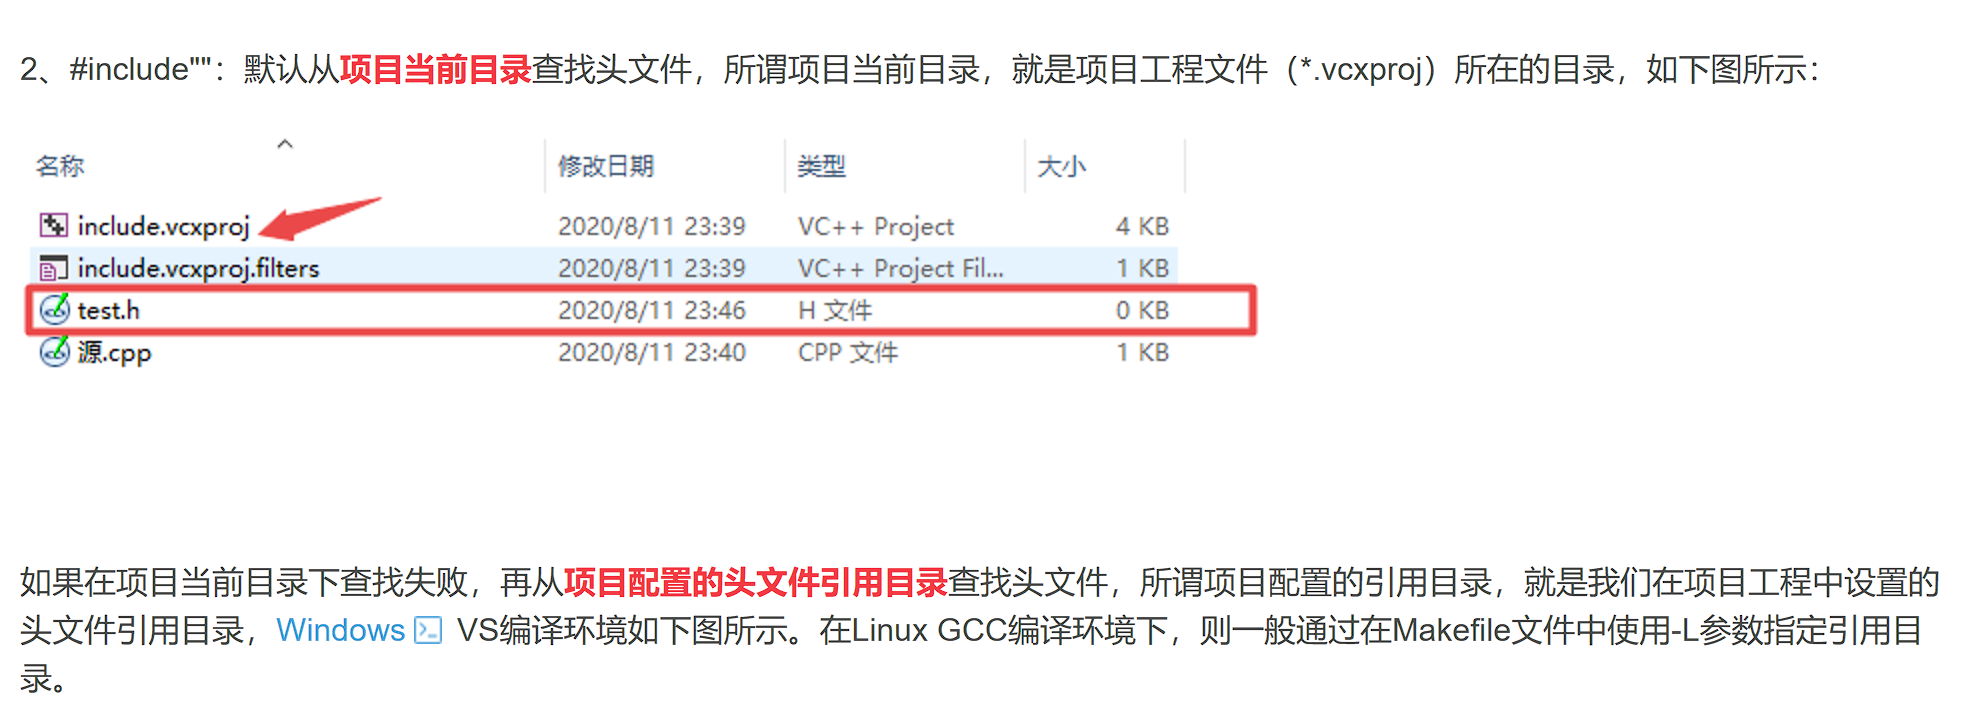 2、#include""：默认从项目当前目录查找头文件，所谓项目当前目录，就是项目工程文件（*.vcxproj）所在的目录，如下图所示：
名称 修改日期 类型 大小
include.vcxproj 2020/8/11 23:39 VC++ Project 4 KB
include.vcxproj.filters 2020/8/11 23:39 VC++ Project Fil... 1 KB
test.h 2020/8/11 23:46 H 文件 0 KB
源.cpp 2020/8/11 23:40 CPP 文件 1 KB
如果在项目当前目录下查找失败，再从项目配置的头文件引用目录查找头文件，所谓项目配置的引用目录，就是我们在项目工程中设置的
头文件引用目录，Windows VS编译环境如下图所示。在Linux GCC编译环境下，则一般通过在Makefile文件中使用-L参数指定引用目
录。